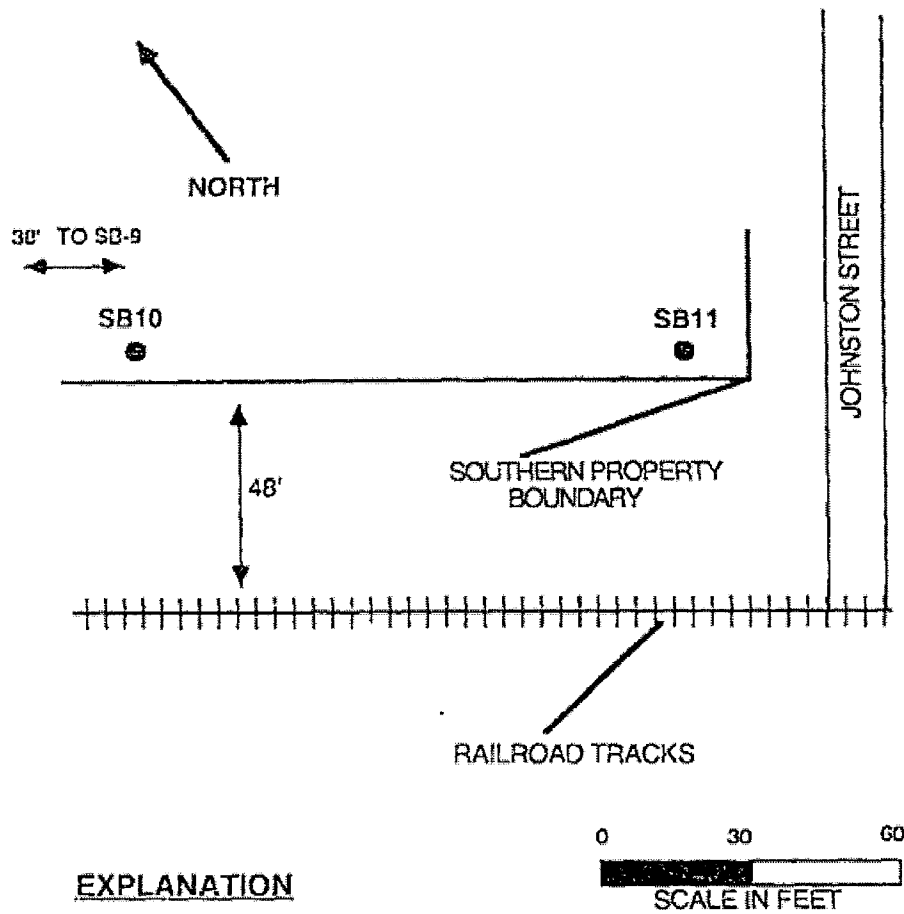 NORTH
TO SB-9
SB10
SB11
JOHNSTON STREET
48'
SOUTHERN PROPERTY
BOUNDARY
RAILROAD TRACKS
0 30 60
EXPLANATION
SCALE IN FEET